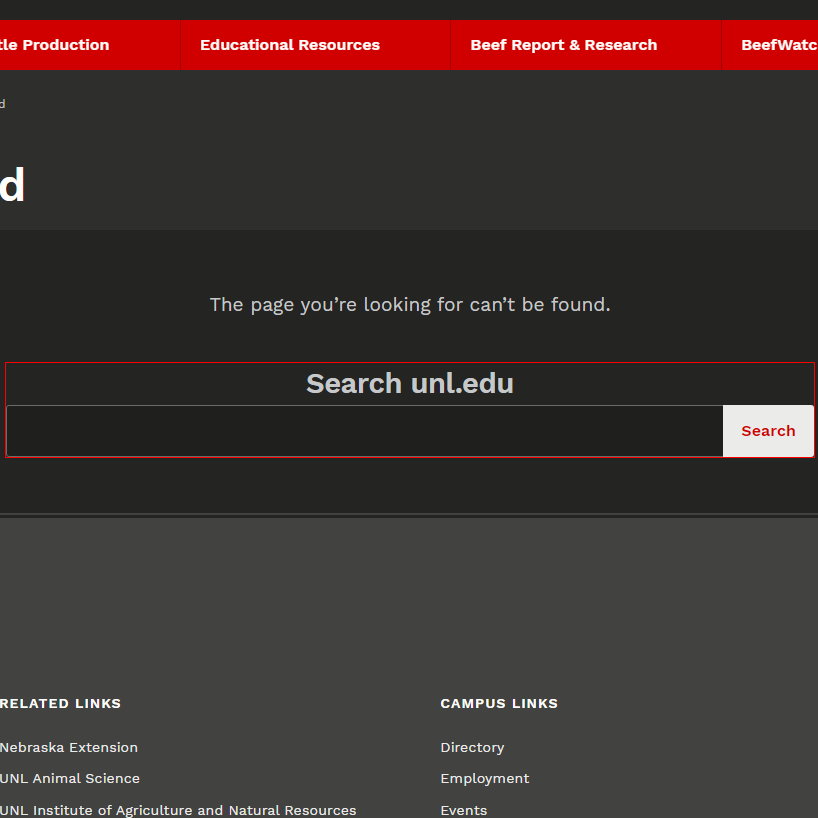 Educational Resources
Beef Report & Research
Production
The page you’re looking for can’t be found.
Search unl.edu
Search
RELATED LINKS
Nebraska Extension
UNL Animal Science
UNL Institute of Agriculture and Natural Resources
CAMPUS LINKS
Directory
Employment
Events